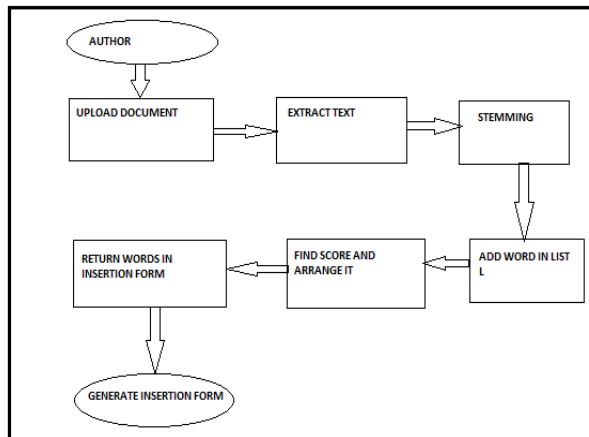 AUTHOR
UPLOAD DOCUMENT
EXTRACT TEXT
STEMMING
ADD WORD IN LIST
L
FIND SCORE AND
ARRANGE IT
RETURN WORDS IN
INSERTION FORM
GENERATE INSERTION FORM